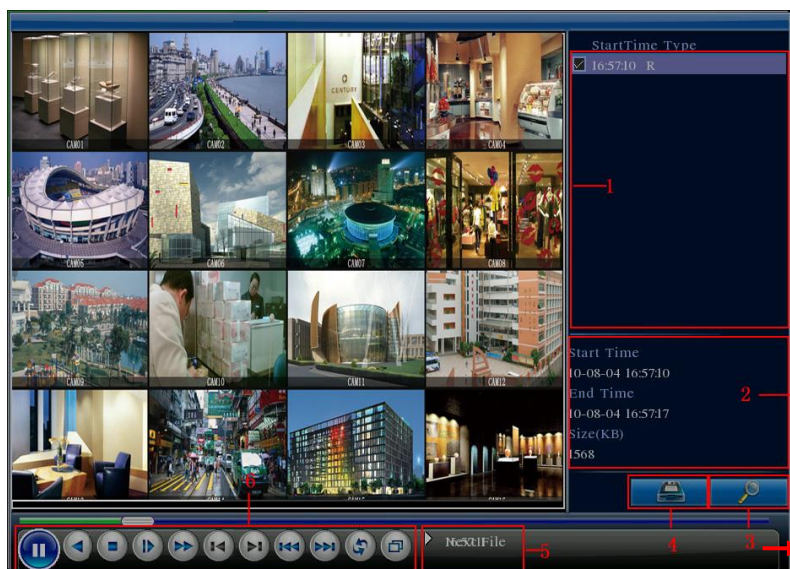 CAM01
CAM02
CENTURY
CAM03
CAM04
CAM05
CAM06
CAM07
CAM08
CAM09
CAM10
CAM11
CAM12
StartTime Type
16:57:10 R
1
Start Time
10-08-04 16:57:10
End Time
10-08-04 16:57:17
Size(KB)
1568
2
3
4
5
6
File